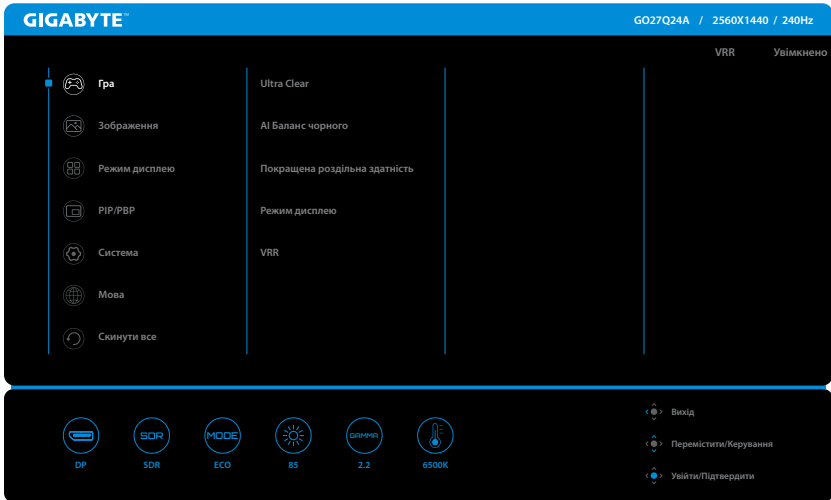 GIGABYTE™
GO27Q24A / 2560X1440 / 240Hz
VRR Увімкнено
Гра
Ultra Clear
Зображення
AI Баланс чорного
Режим дисплею
Покращена роздільна здатність
PIP/PBP
Режим дисплею
Система
VRR
Мова
Скинути все
SDR MODE GAMMA
DP SDR ECO 85 2.2 6500K
Вихід
Перемістити/Керування
Увійти/Підтвердити